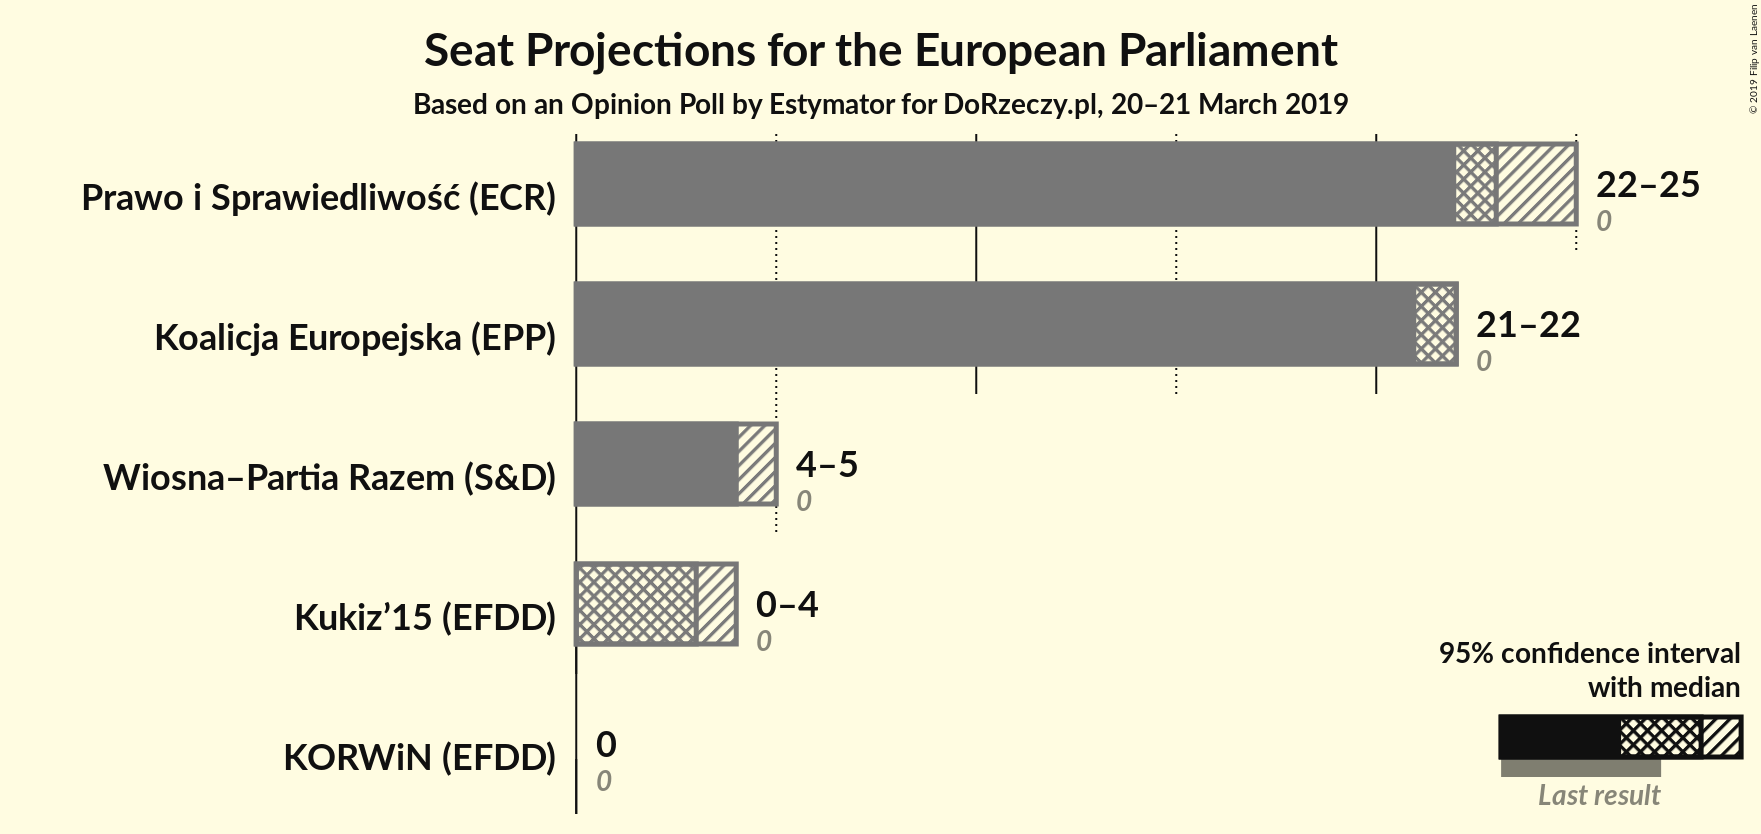 Seat Projections for the European Parliament
Based on an Opinion Poll by Estymator for DoRzeczy.pl, 20–21 March 2019
© 2019 Filip van Laenen
Prawo i Sprawiedliwość (ECR)
22–25
0
Koalicja Europejska (EPP)
21–22
0
Wiosna–Partia Razem (S&D)
4–5
0
Kukiz’15 (EFDD)
0–4
0
KORWiN (EFDD)
0
0
95% confidence interval
with median
Last result